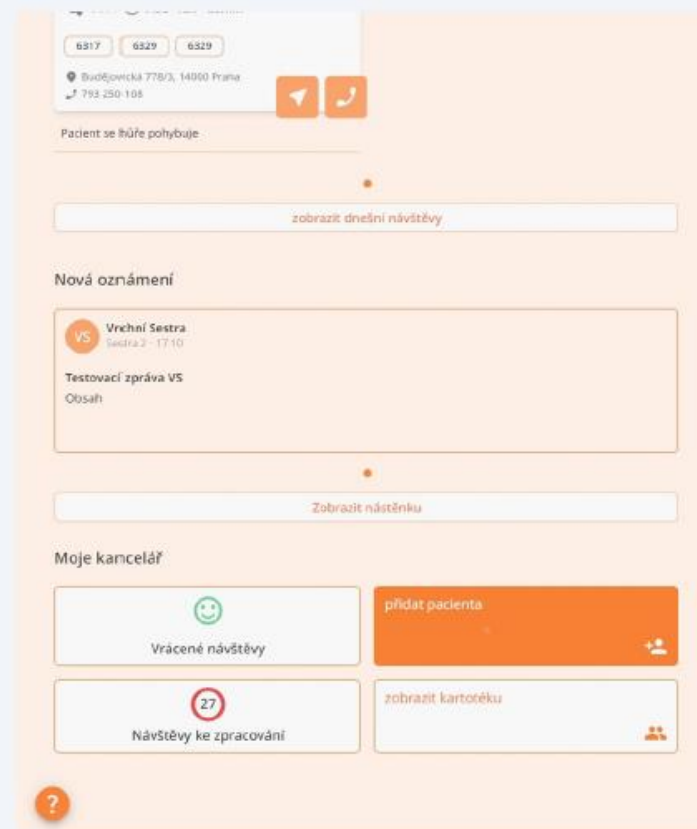 6317 6329 6329
Budějovická 778/3, 14000 Praha
793 250 108
Pacient se hůře pohybuje
zobrazit dnešní návštěvy
Nová oznámení
VS
Vrchní Sestra
Sestra 2 - 17:10
Testovací zpráva VS
Obsah
Zobrazit nástěnku
Moje kancelář
Vrácené návštěvy
přidat pacienta
27
Návštěvy ke zpracování
zobrazit kartotéku
?